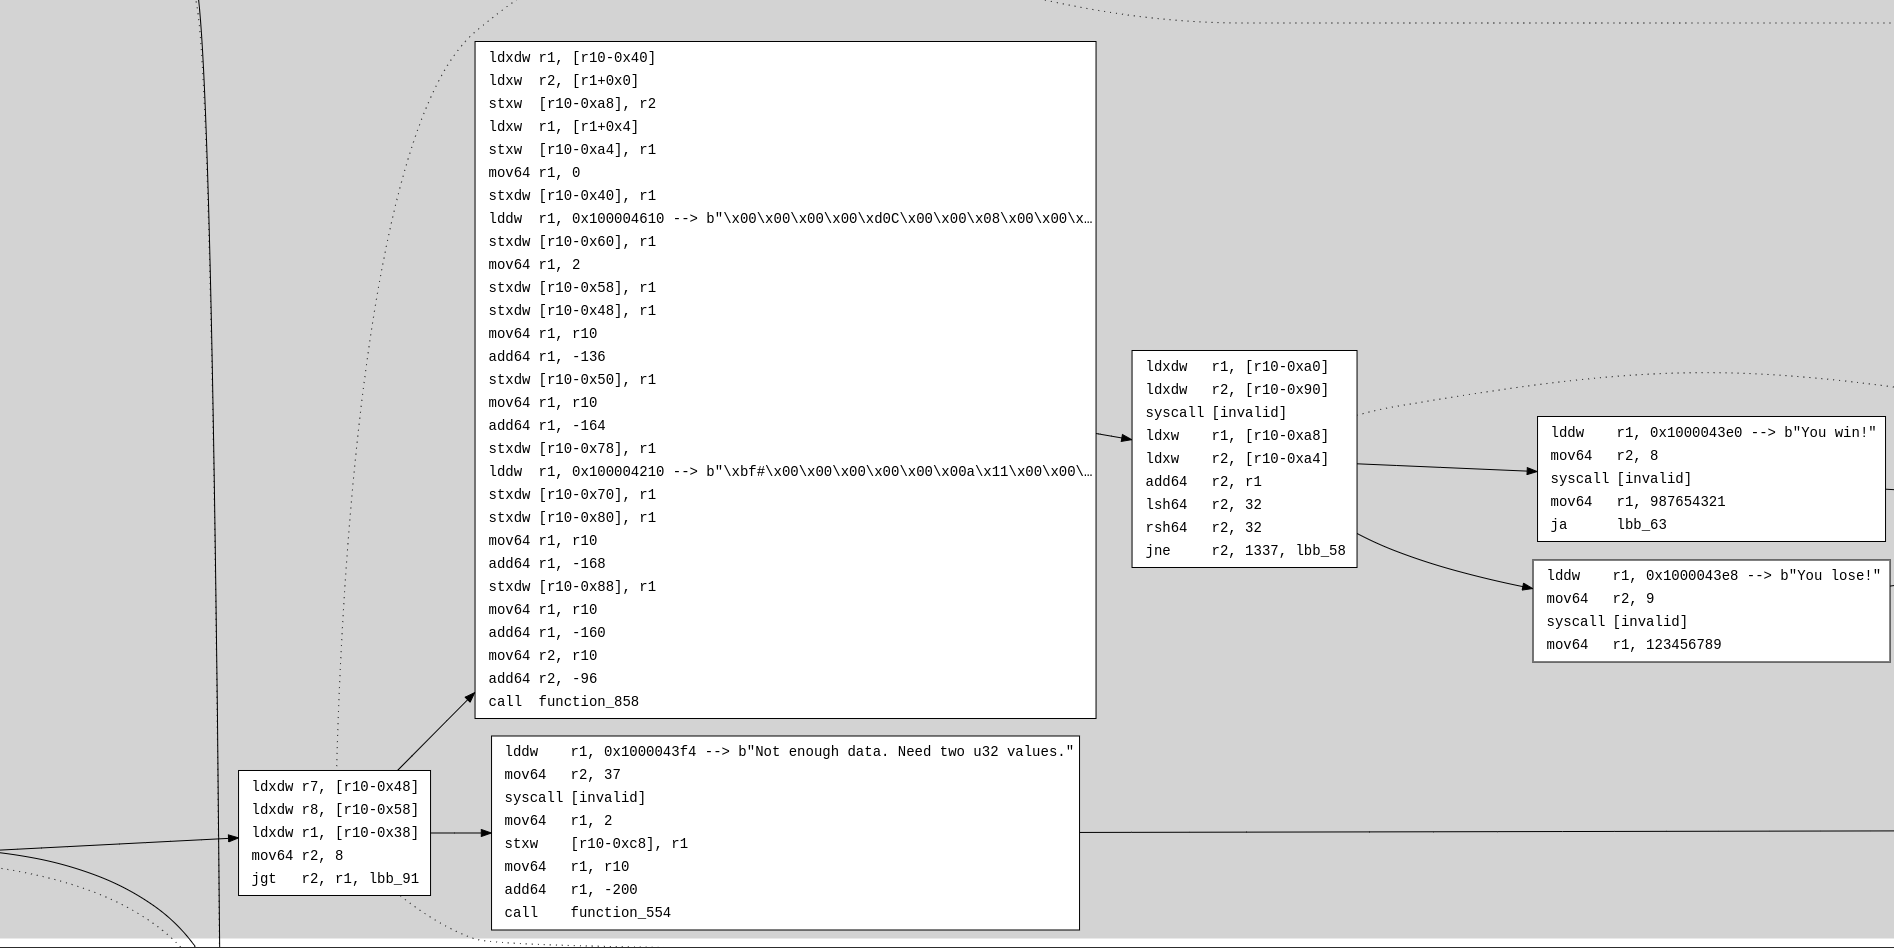 ldxdw r1, [r10-0x40]
ldxw  r2, [r1+0x0]
stxw  [r10-0xa8], r2
ldxw  r1, [r1+0x4]
stxw  [r10-0xa4], r1
mov64 r1, 0
stxdw [r10-0x40], r1
lddw  r1, 0x100004610 --> b"\x00\x00\x00\x00\xd0C\x00\x00\x08\x00\x00\x…
stxdw [r10-0x60], r1
mov64 r1, 2
stxdw [r10-0x58], r1
stxdw [r10-0x48], r1
mov64 r1, r10
add64 r1, -136
stxdw [r10-0x50], r1
mov64 r1, r10
add64 r1, -164
stxdw [r10-0x78], r1
lddw  r1, 0x100004210 --> b"\xbf#\x00\x00\x00\x00\x00\x00a\x11\x00\x00\…
stxdw [r10-0x70], r1
stxdw [r10-0x80], r1
mov64 r1, r10
add64 r1, -168
stxdw [r10-0x88], r1
mov64 r1, r10
add64 r1, -160
mov64 r2, r10
add64 r2, -96
call  function_858
ldxdw   r1, [r10-0xa0]
ldxdw   r2, [r10-0x90]
syscall [invalid]
ldxw    r1, [r10-0xa8]
ldxw    r2, [r10-0xa4]
add64   r2, r1
lsh64   r2, 32
rsh64   r2, 32
jne     r2, 1337, lbb_58
lddw    r1, 0x1000043e0 --> b"You win!"
mov64   r2, 8
syscall [invalid]
mov64   r1, 987654321
ja      lbb_63
lddw    r1, 0x1000043e8 --> b"You lose!"
mov64   r2, 9
syscall [invalid]
mov64   r1, 123456789
lddw    r1, 0x1000043f4 --> b"Not enough data. Need two u32 values."
mov64   r2, 37
syscall [invalid]
mov64   r1, 2
stxw    [r10-0xc8], r1
mov64   r1, r10
add64   r1, -200
call    function_554
ldxdw r7, [r10-0x48]
ldxdw r8, [r10-0x58]
ldxdw r1, [r10-0x38]
mov64 r2, 8
jgt   r2, r1, lbb_91